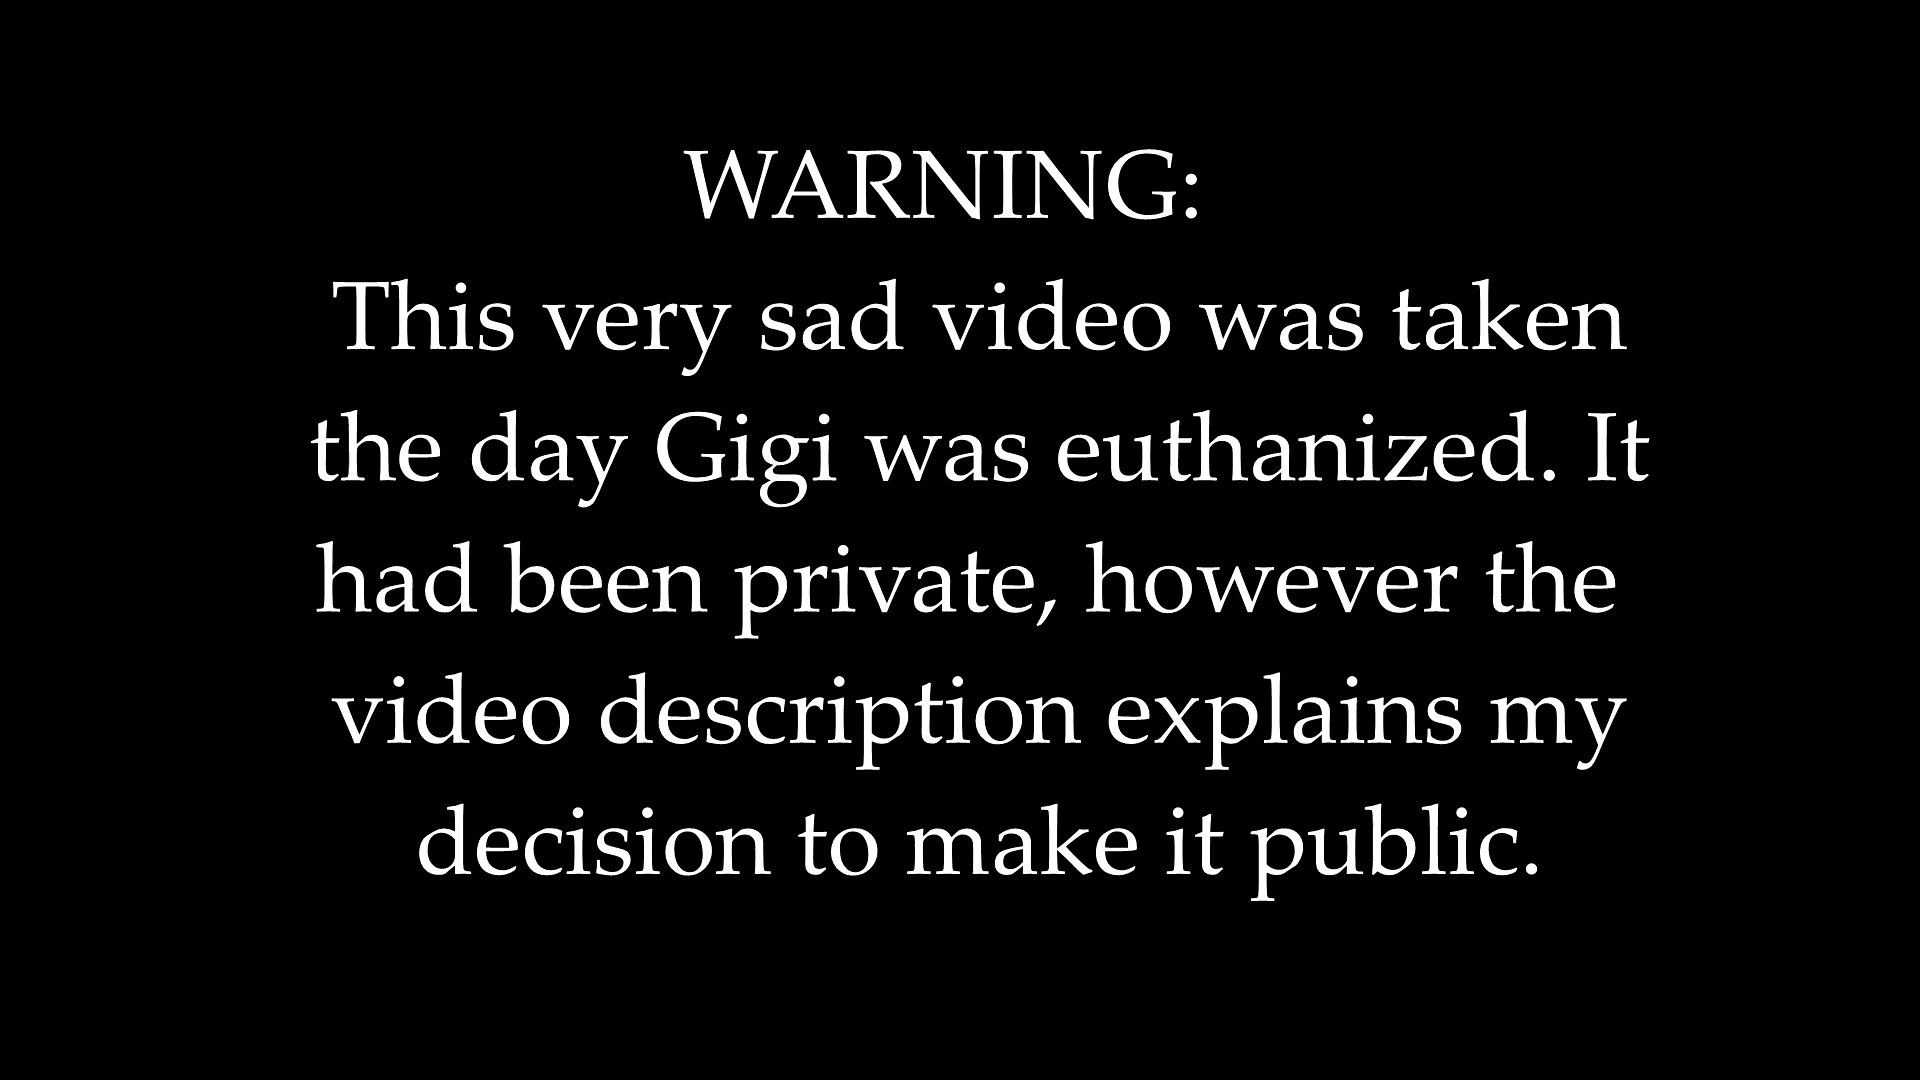 WARNING:
This very sad video was taken
the day Gigi was euthanized. It
had been private, however the
video description explains my
decision to make it public.